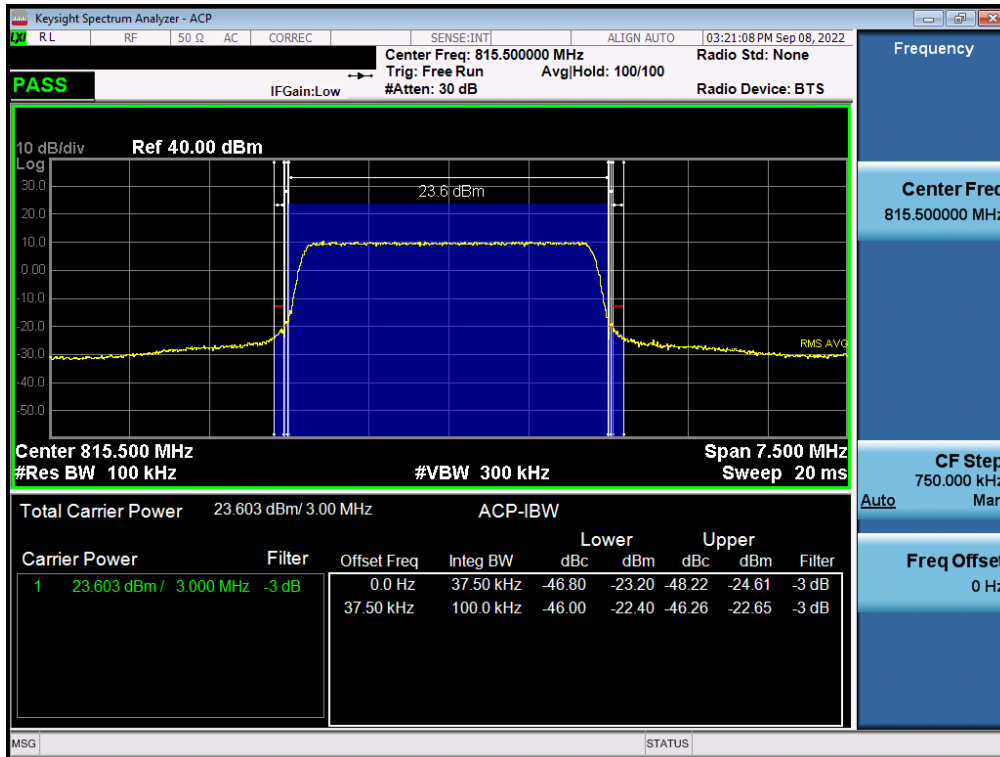 Keysight Spectrum Analyzer - ACP
LXI RL RF 50 Ω AC CORREC SENSE:INT ALIGN AUTO 03:21:08 PM Sep 08, 2022
Center Freq: 815.500000 MHz Radio Std: None
Trig: Free Run Avg|Hold: 100/100
PASS IFGain:Low #Atten: 30 dB Radio Device: BTS
10 dB/div Ref 40.00 dBm
Log
30.0
23.6 dBm
20.0
10.0
0.00
-10.0
-20.0
-30.0
RMS AVG
-40.0
-50.0
Center 815.500 MHz Span 7.500 MHz
#Res BW 100 kHz #VBW 300 kHz Sweep 20 ms
Total Carrier Power 23.603 dBm/ 3.00 MHz ACP-IBW
Lower Upper
Carrier Power Filter Offset Freq Integ BW dBc dBm dBc dBm Filter
1 23.603 dBm / 3.000 MHz -3 dB 0.0 Hz 37.50 kHz -46.80 -23.20 -48.22 -24.61 -3 dB
37.50 kHz 100.0 kHz -46.00 -22.40 -46.26 -22.65 -3 dB
MSG STATUS
Frequency
Center Freq
815.500000 MHz
CF Step
750.000 kHz
Auto Man
Freq Offset
0 Hz